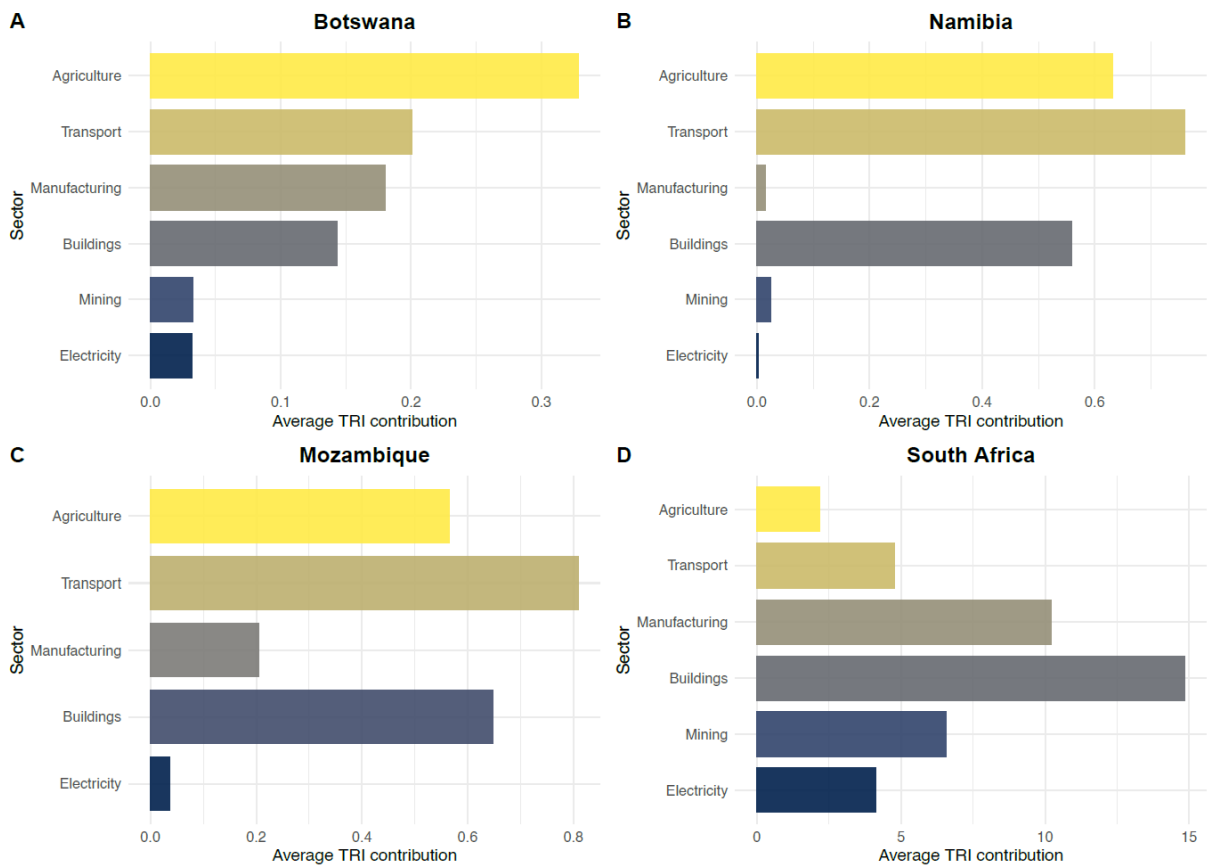 A
Botswana
Sector
Agriculture
Transport
Manufacturing
Buildings
Mining
Electricity
0.0
0.1
0.2
0.3
Average TRI contribution
B
Namibia
Sector
Agriculture
Transport
Manufacturing
Buildings
Mining
Electricity
0.0
0.2
0.4
0.6
Average TRI contribution
C
Mozambique
Sector
Agriculture
Transport
Manufacturing
Buildings
Electricity
0.0
0.2
0.4
0.6
0.8
Average TRI contribution
D
South Africa
Sector
Agriculture
Transport
Manufacturing
Buildings
Mining
Electricity
0
5
10
15
Average TRI contribution